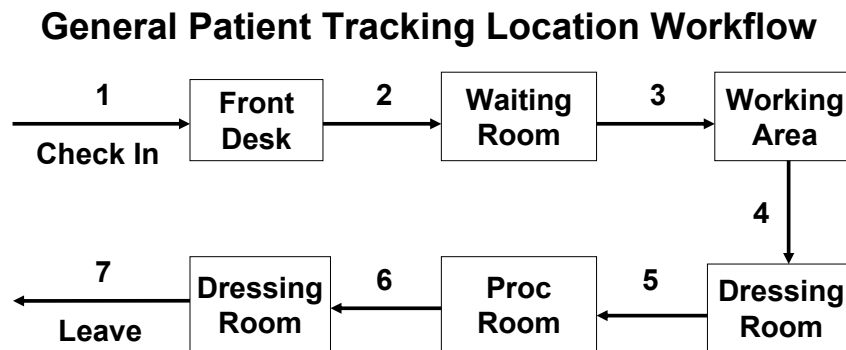 General Patient Tracking Location Workflow
1
Check In
Front
Desk
2
Waiting
Room
3
Working
Area
4
Dressing
Room
5
Proc
Room
6
Dressing
Room
7
Leave